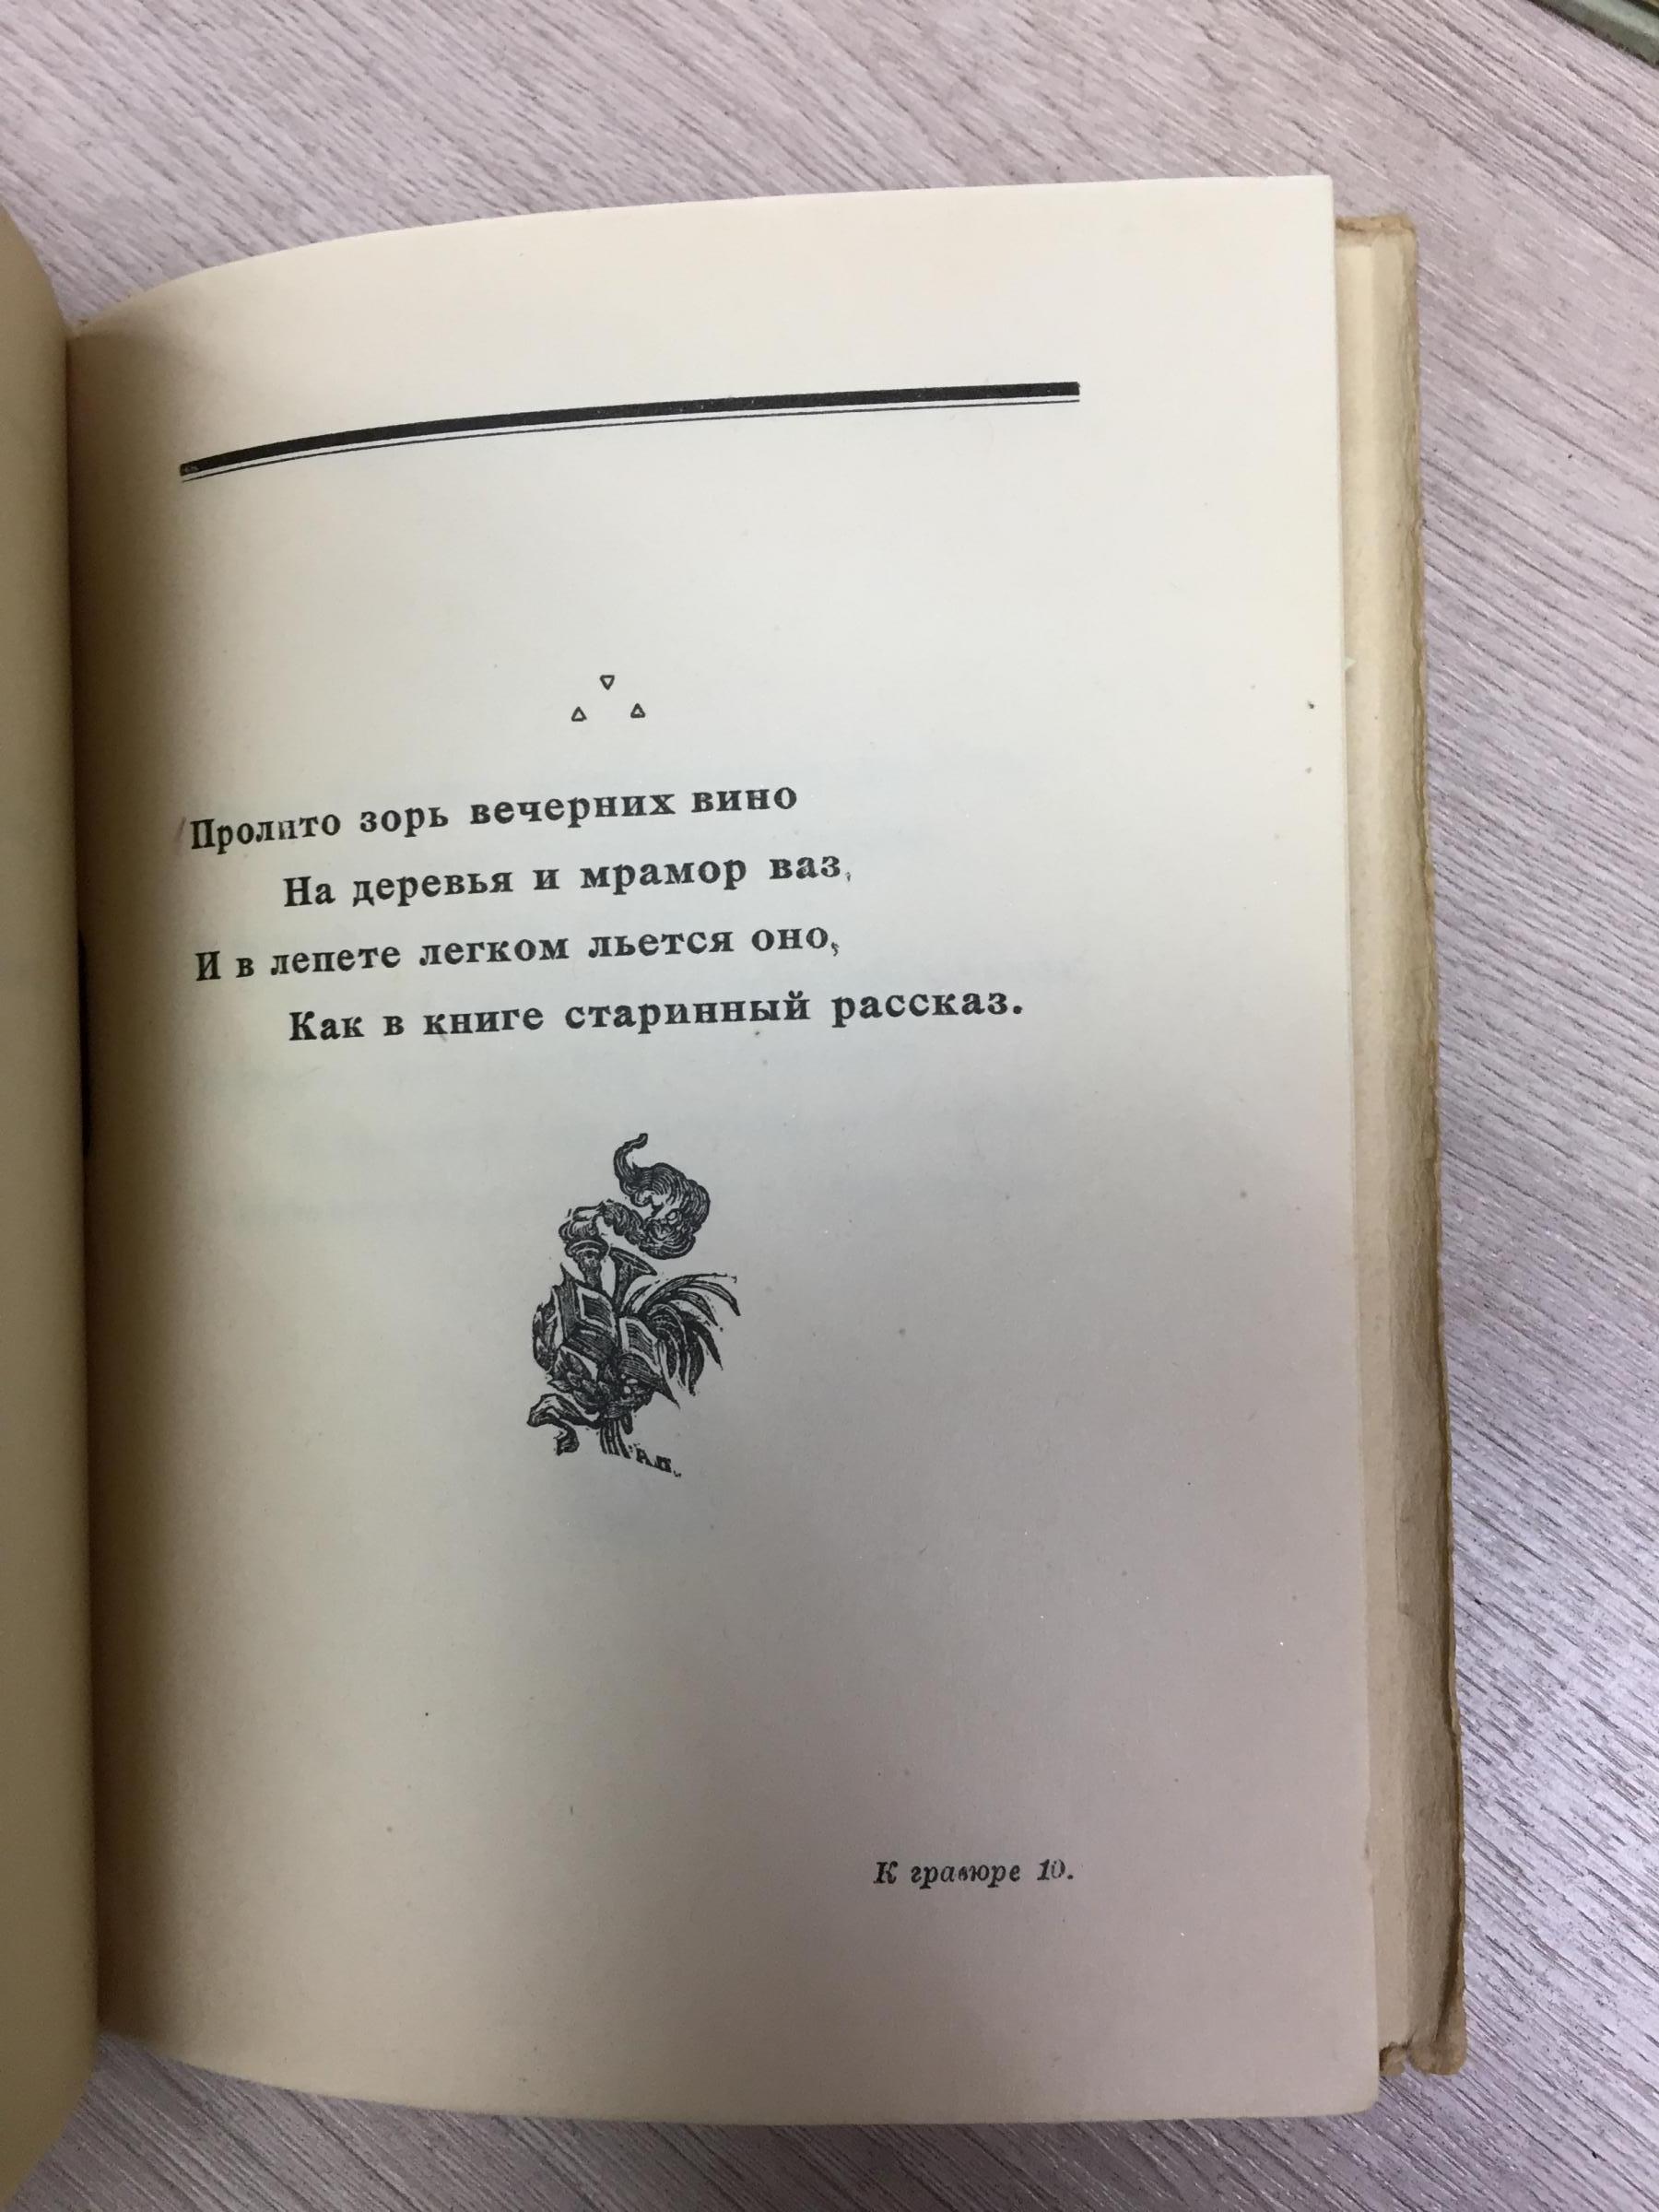 Пролито зорь вечерних вино
На деревья и мрамор ваз,
И в лепете легком льется оно,
Как в книге старинный рассказ.
А.П.
К гравюре 10.